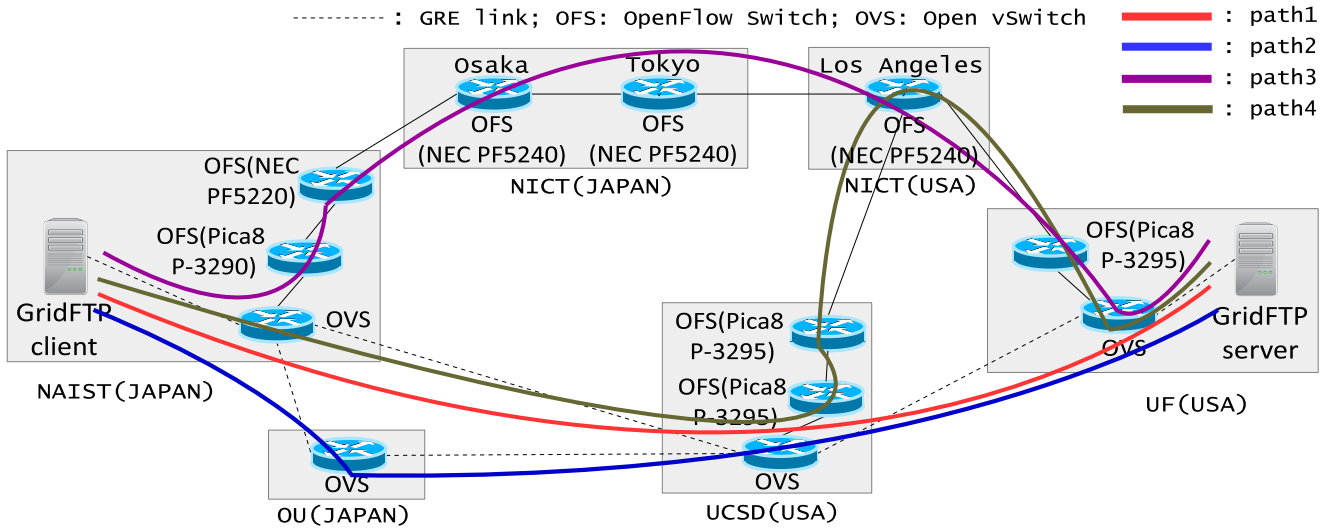 : GRE link; OFS: OpenFlow Switch; OVS: Open vSwitch
: path1
: path2
: path3
: path4
Osaka
Tokyo
Los Angeles
OFS
(NEC PF5240)
OFS
(NEC PF5240)
OFS
(NEC PF5240)
NICT(JAPAN)
NICT(USA)
OFS(NEC
PF5220)
OFS(Pica8
P-3290)
OVS
GridFTP
client
NAIST(JAPAN)
OFS(Pica8
P-3295)
OVS
GridFTP
server
UF(USA)
OFS(Pica8
P-3295)
OFS(Pica8
P-3295)
OVS
UCSD(USA)
OVS
OU(JAPAN)